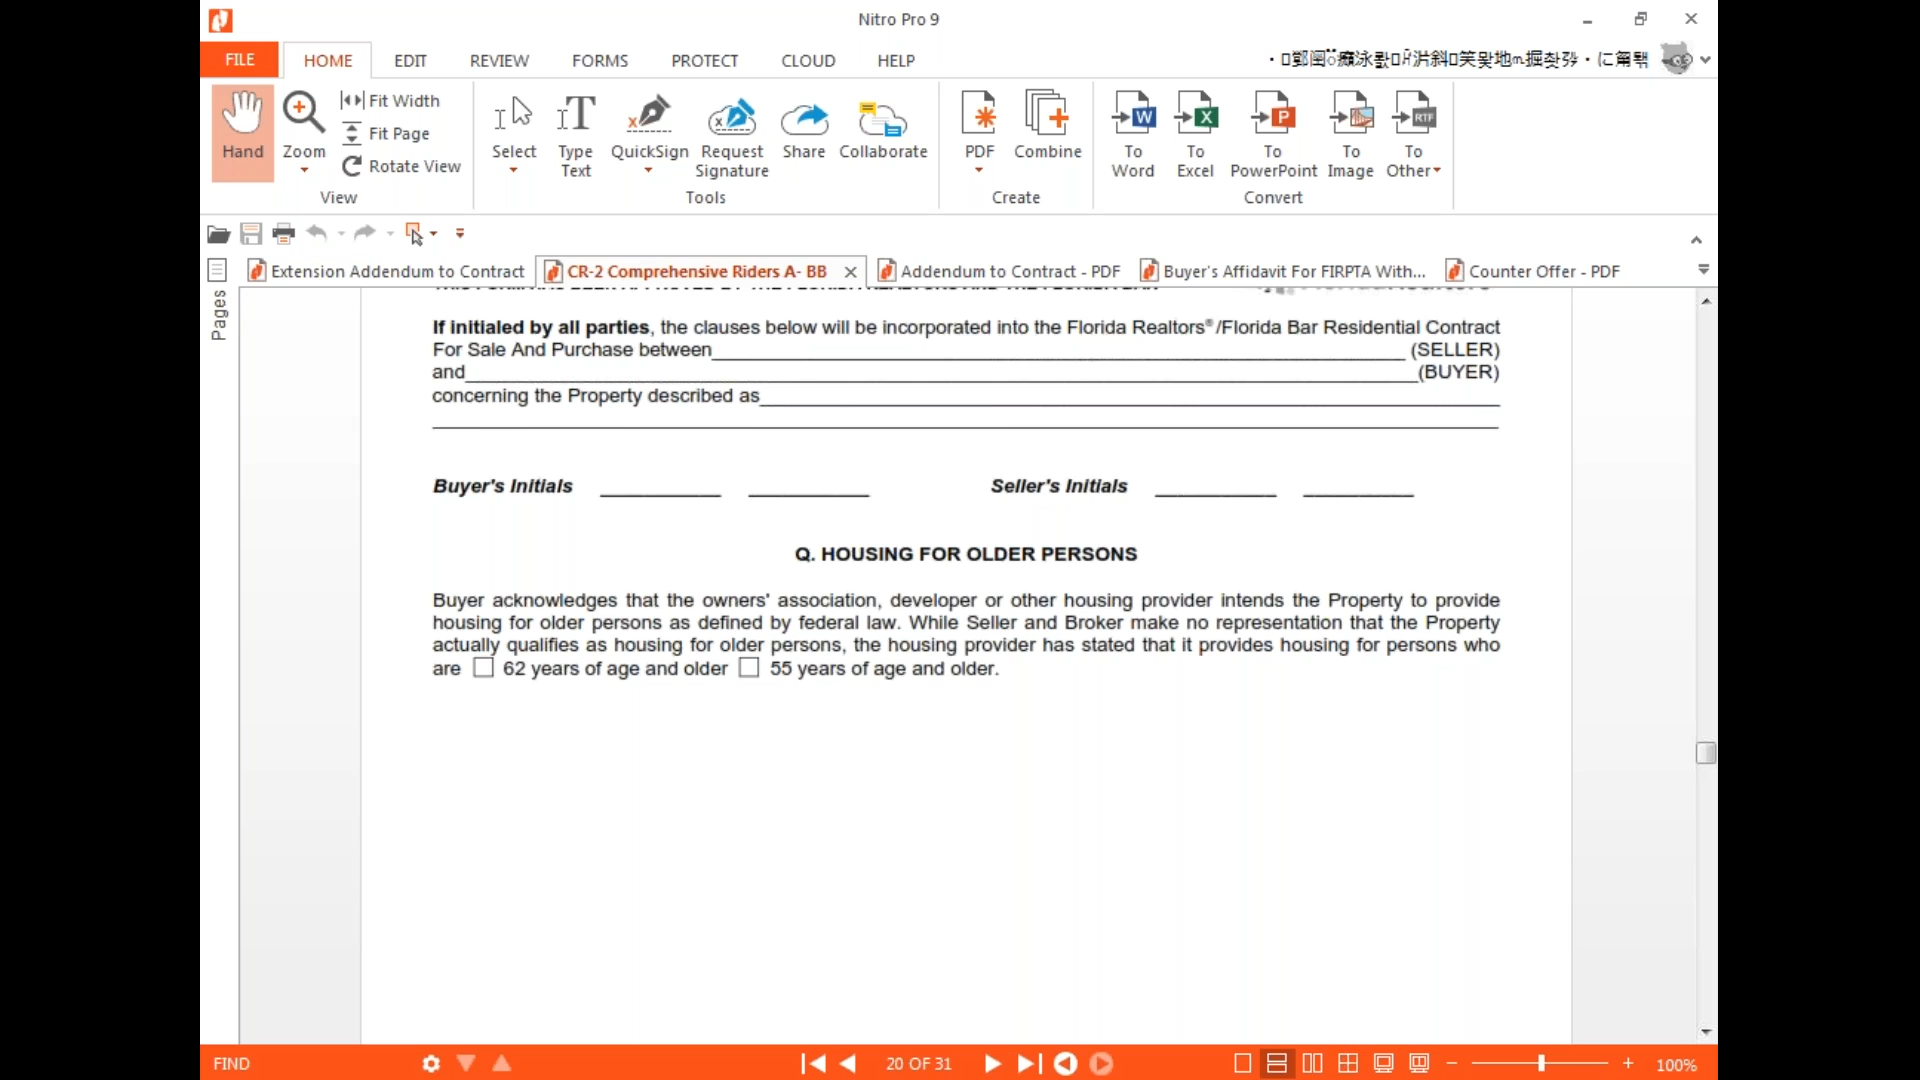 Nitro Pro 9
FILE HOME EDIT REVIEW FORMS PROTECT CLOUD HELP
Hand Zoom Fit Width Fit Page Rotate View
View
Select Type Text QuickSign Request Signature Share Collaborate
Tools
PDF Combine
Create
To Word To Excel To PowerPoint To Image To Other
Convert
Extension Addendum to Contract CR-2 Comprehensive Riders A- BB Addendum to Contract - PDF Buyer's Affidavit For FIRPTA With... Counter Offer - PDF
Pages
If initialed by all parties, the clauses below will be incorporated into the Florida Realtors®/Florida Bar Residential Contract
For Sale And Purchase between (SELLER)
and (BUYER)
concerning the Property described as
Buyer's Initials Seller's Initials
Q. HOUSING FOR OLDER PERSONS
Buyer acknowledges that the owners' association, developer or other housing provider intends the Property to provide
housing for older persons as defined by federal law. While Seller and Broker make no representation that the Property
actually qualifies as housing for older persons, the housing provider has stated that it provides housing for persons who
are 62 years of age and older 55 years of age and older.
FIND 20 OF 31 100%